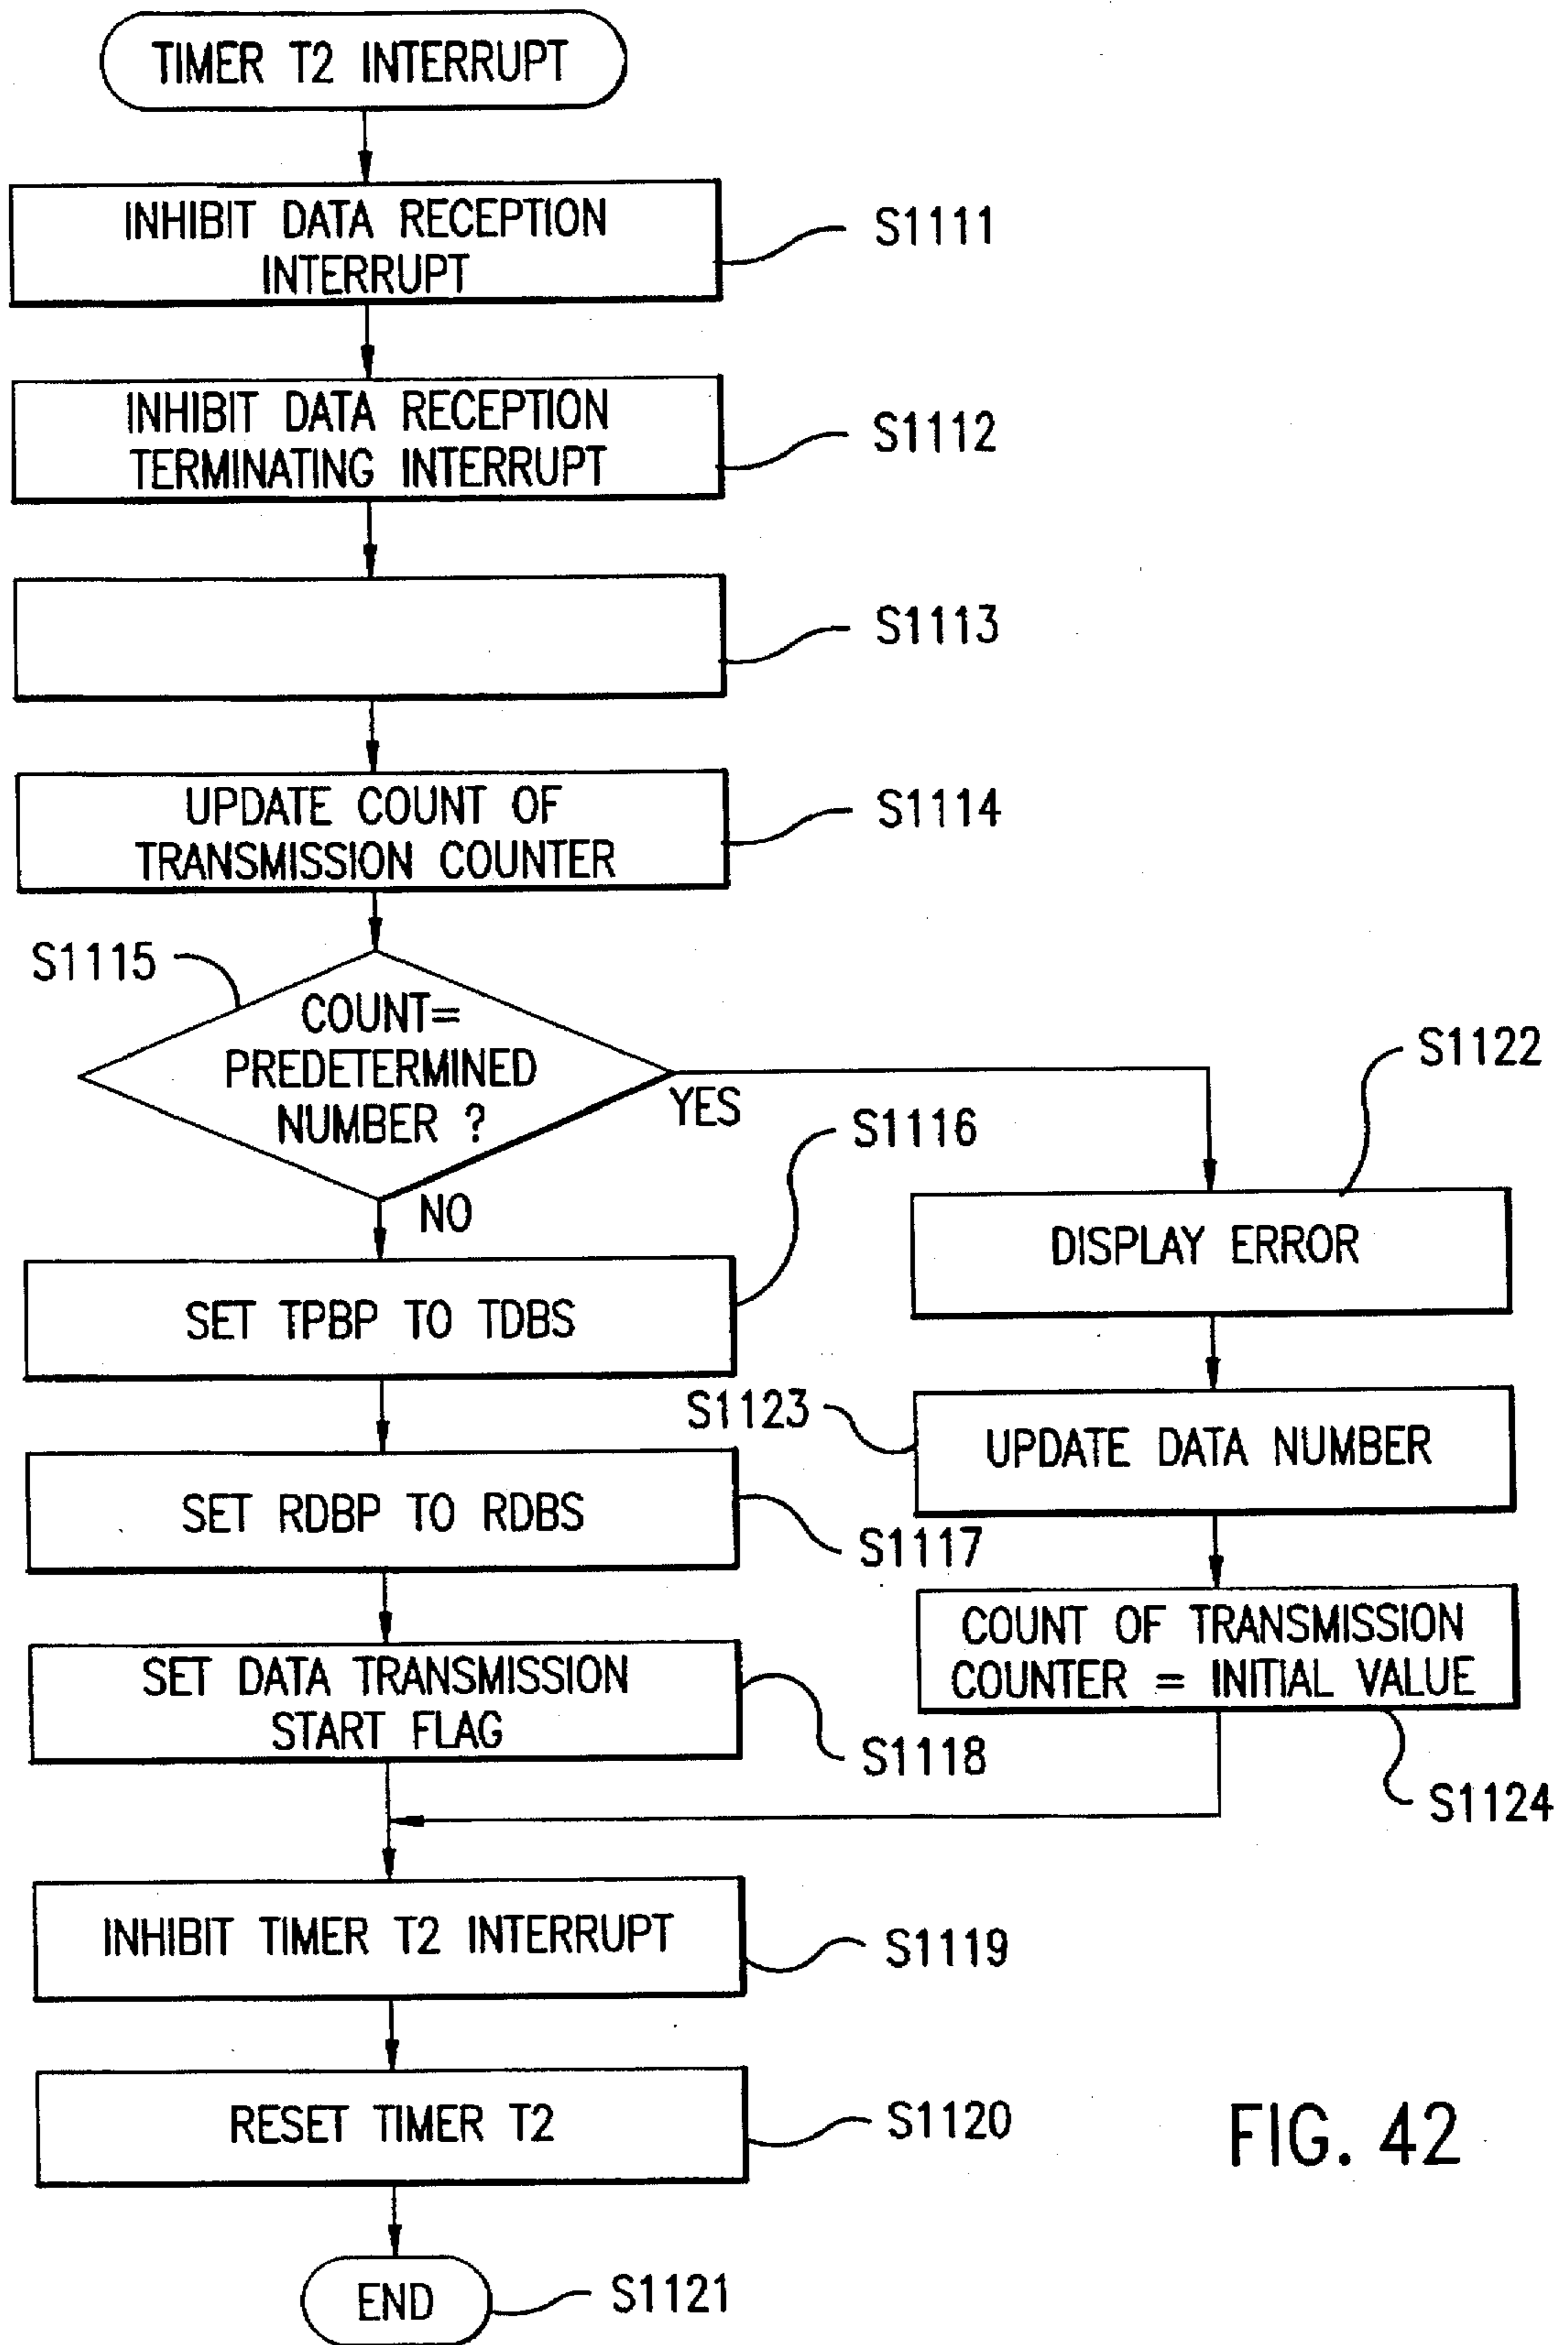 TIMER T2 INTERRUPT
INHIBIT DATA RECEPTION
INTERRUPT
S1111
INHIBIT DATA RECEPTION
TERMINATING INTERRUPT
S1112
S1113
UPDATE COUNT OF
TRANSMISSION COUNTER
S1114
S1115
COUNT=
PREDETERMINED
NUMBER ?
YES
NO
S1116
SET TPBP TO TDBS
SET RDBP TO RDBS
S1117
SET DATA TRANSMISSION
START FLAG
S1118
S1122
DISPLAY ERROR
S1123
UPDATE DATA NUMBER
COUNT OF TRANSMISSION
COUNTER = INITIAL VALUE
S1124
INHIBIT TIMER T2 INTERRUPT
S1119
RESET TIMER T2
S1120
END
S1121
FIG. 42